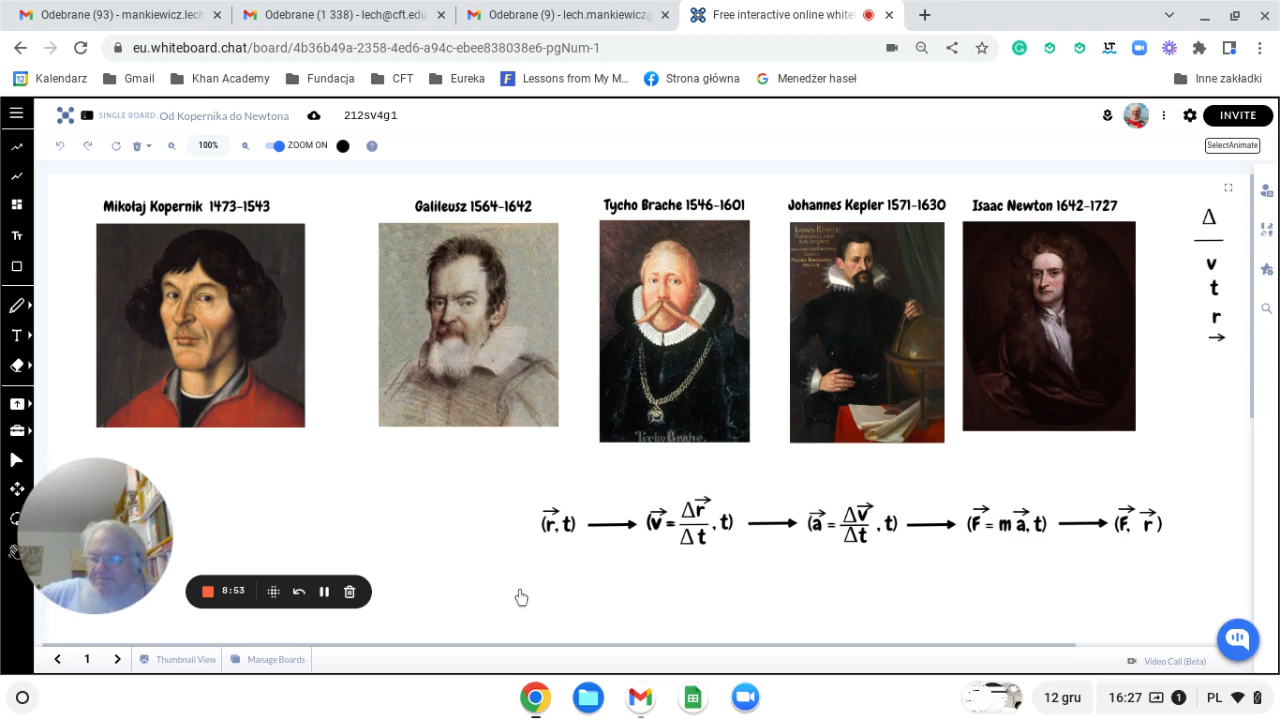 Odebrane (93) - mankiewicz.lech
Odebrane (1 338) - lech@cft.edu
Odebrane (9) - lech.mankiewicz@
Free interactive online white
eu.whiteboard.chat/board/4b36b49a-2358-4ed6-a94c-ebee838038e6-pgNum-1
Kalendarz
Gmail
Khan Academy
Fundacja
CFT
Eureka
Lessons from My M...
Strona główna
Menedżer haseł
Inne zakładki
SINGLE BOARD: Od Kopernika do Newtona
212sv4g1
INVITE
100%
ZOOM ON
SelectAnimate
Mikołaj Kopernik 1473-1543
Galileusz 1564-1642
Tycho Brache 1546-1601
Johannes Kepler 1571-1630
Isaac Newton 1642-1727
Δ
v
t
r
→
(r⃗, t) → (v⃗ = Δr⃗/Δt, t) → (a⃗ = Δv⃗/Δt, t) → (F⃗ = m a⃗, t) → (F⃗, r⃗)
8:53
1
Thumbnail View
Manage Boards
Video Call (Beta)
12 gru
16:27
1
PL